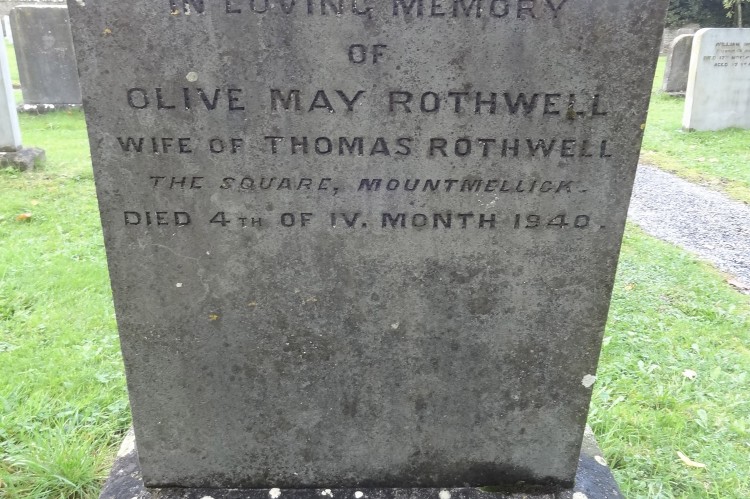 IN LOVING MEMORY
OF
OLIVE MAY ROTHWELL
WIFE OF THOMAS ROTHWELL
THE SQUARE, MOUNTMELLICK.
DIED 4TH OF IV. MONTH 1940.
WILLIAM